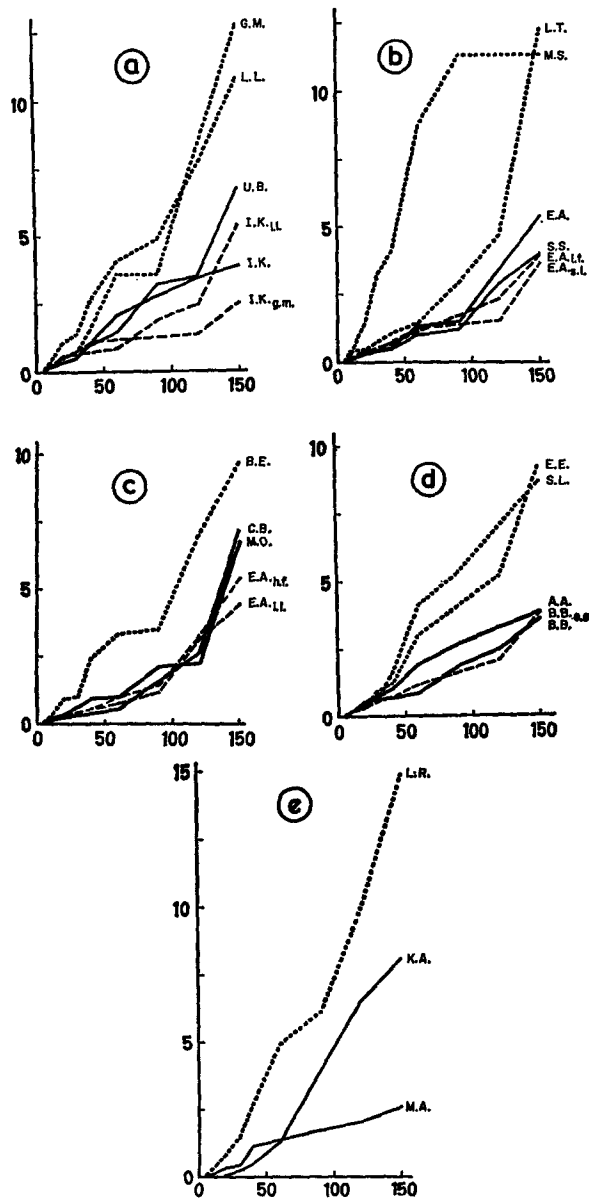 a
G.M.
L.L.
10
U.B.
I.K.l.l.
5
I.K.
I.K.g.m.
0
0 50 100 150
b
L.T.
M.S.
10
E.A.
5
S.S.
E.A.l.f.
E.A.s.l.
0
0 50 100 150
c
10
B.E.
C.B.
M.O.
5
E.A.h.f.
E.A.l.l.
0
0 50 100 150
d
10
E.E.
S.L.
5
A.A.
B.B.
B.B.
0
0 50 100 150
e
15
L.R.
10
K.A.
5
M.A.
0
0 50 100 150